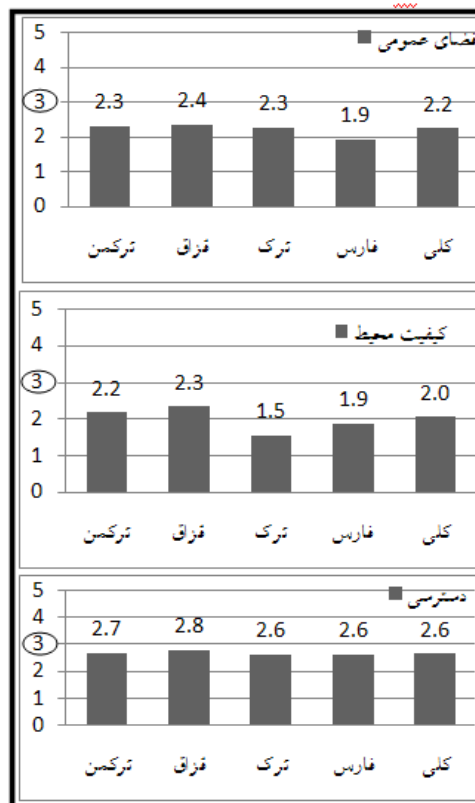 فضای عمومی
5
4
3
2
1
0
2.3 2.4 2.3 1.9 2.2
ترکمن قزاق ترک فارس کلی
کیفیت محیط
5
4
3
2
1
0
2.2 2.3 1.5 1.9 2.0
ترکمن قزاق ترک فارس کلی
دسترسی
5
4
3
2
1
0
2.7 2.8 2.6 2.6 2.6
ترکمن قزاق ترک فارس کلی